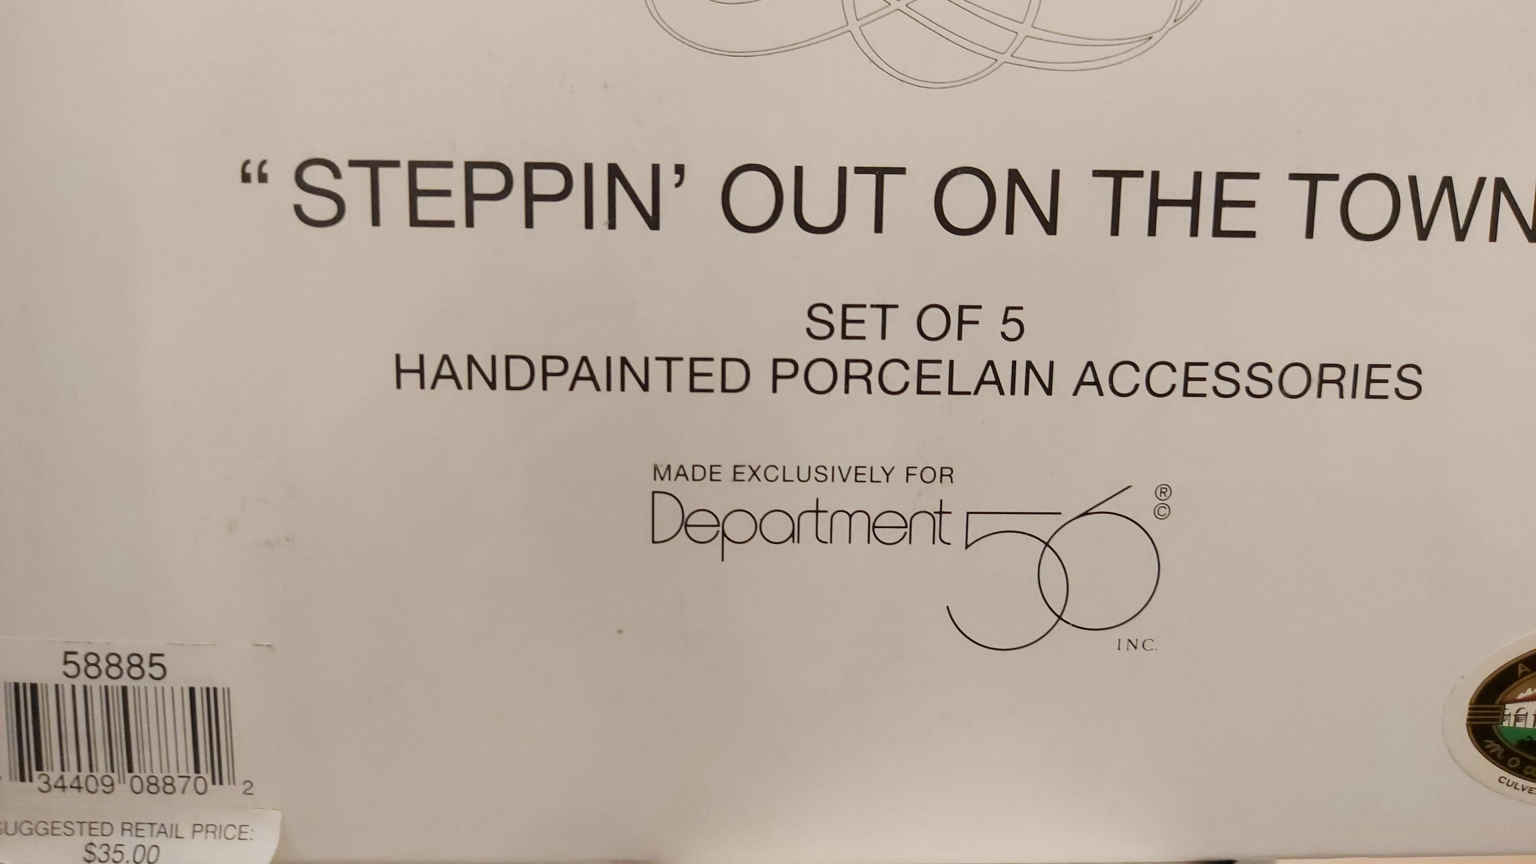 “ STEPPIN’ OUT ON THE TOWN
SET OF 5
HANDPAINTED PORCELAIN ACCESSORIES
MADE EXCLUSIVELY FOR
Department 56 ® ©
INC.
58885
34409 08870 2
SUGGESTED RETAIL PRICE:
$35.00